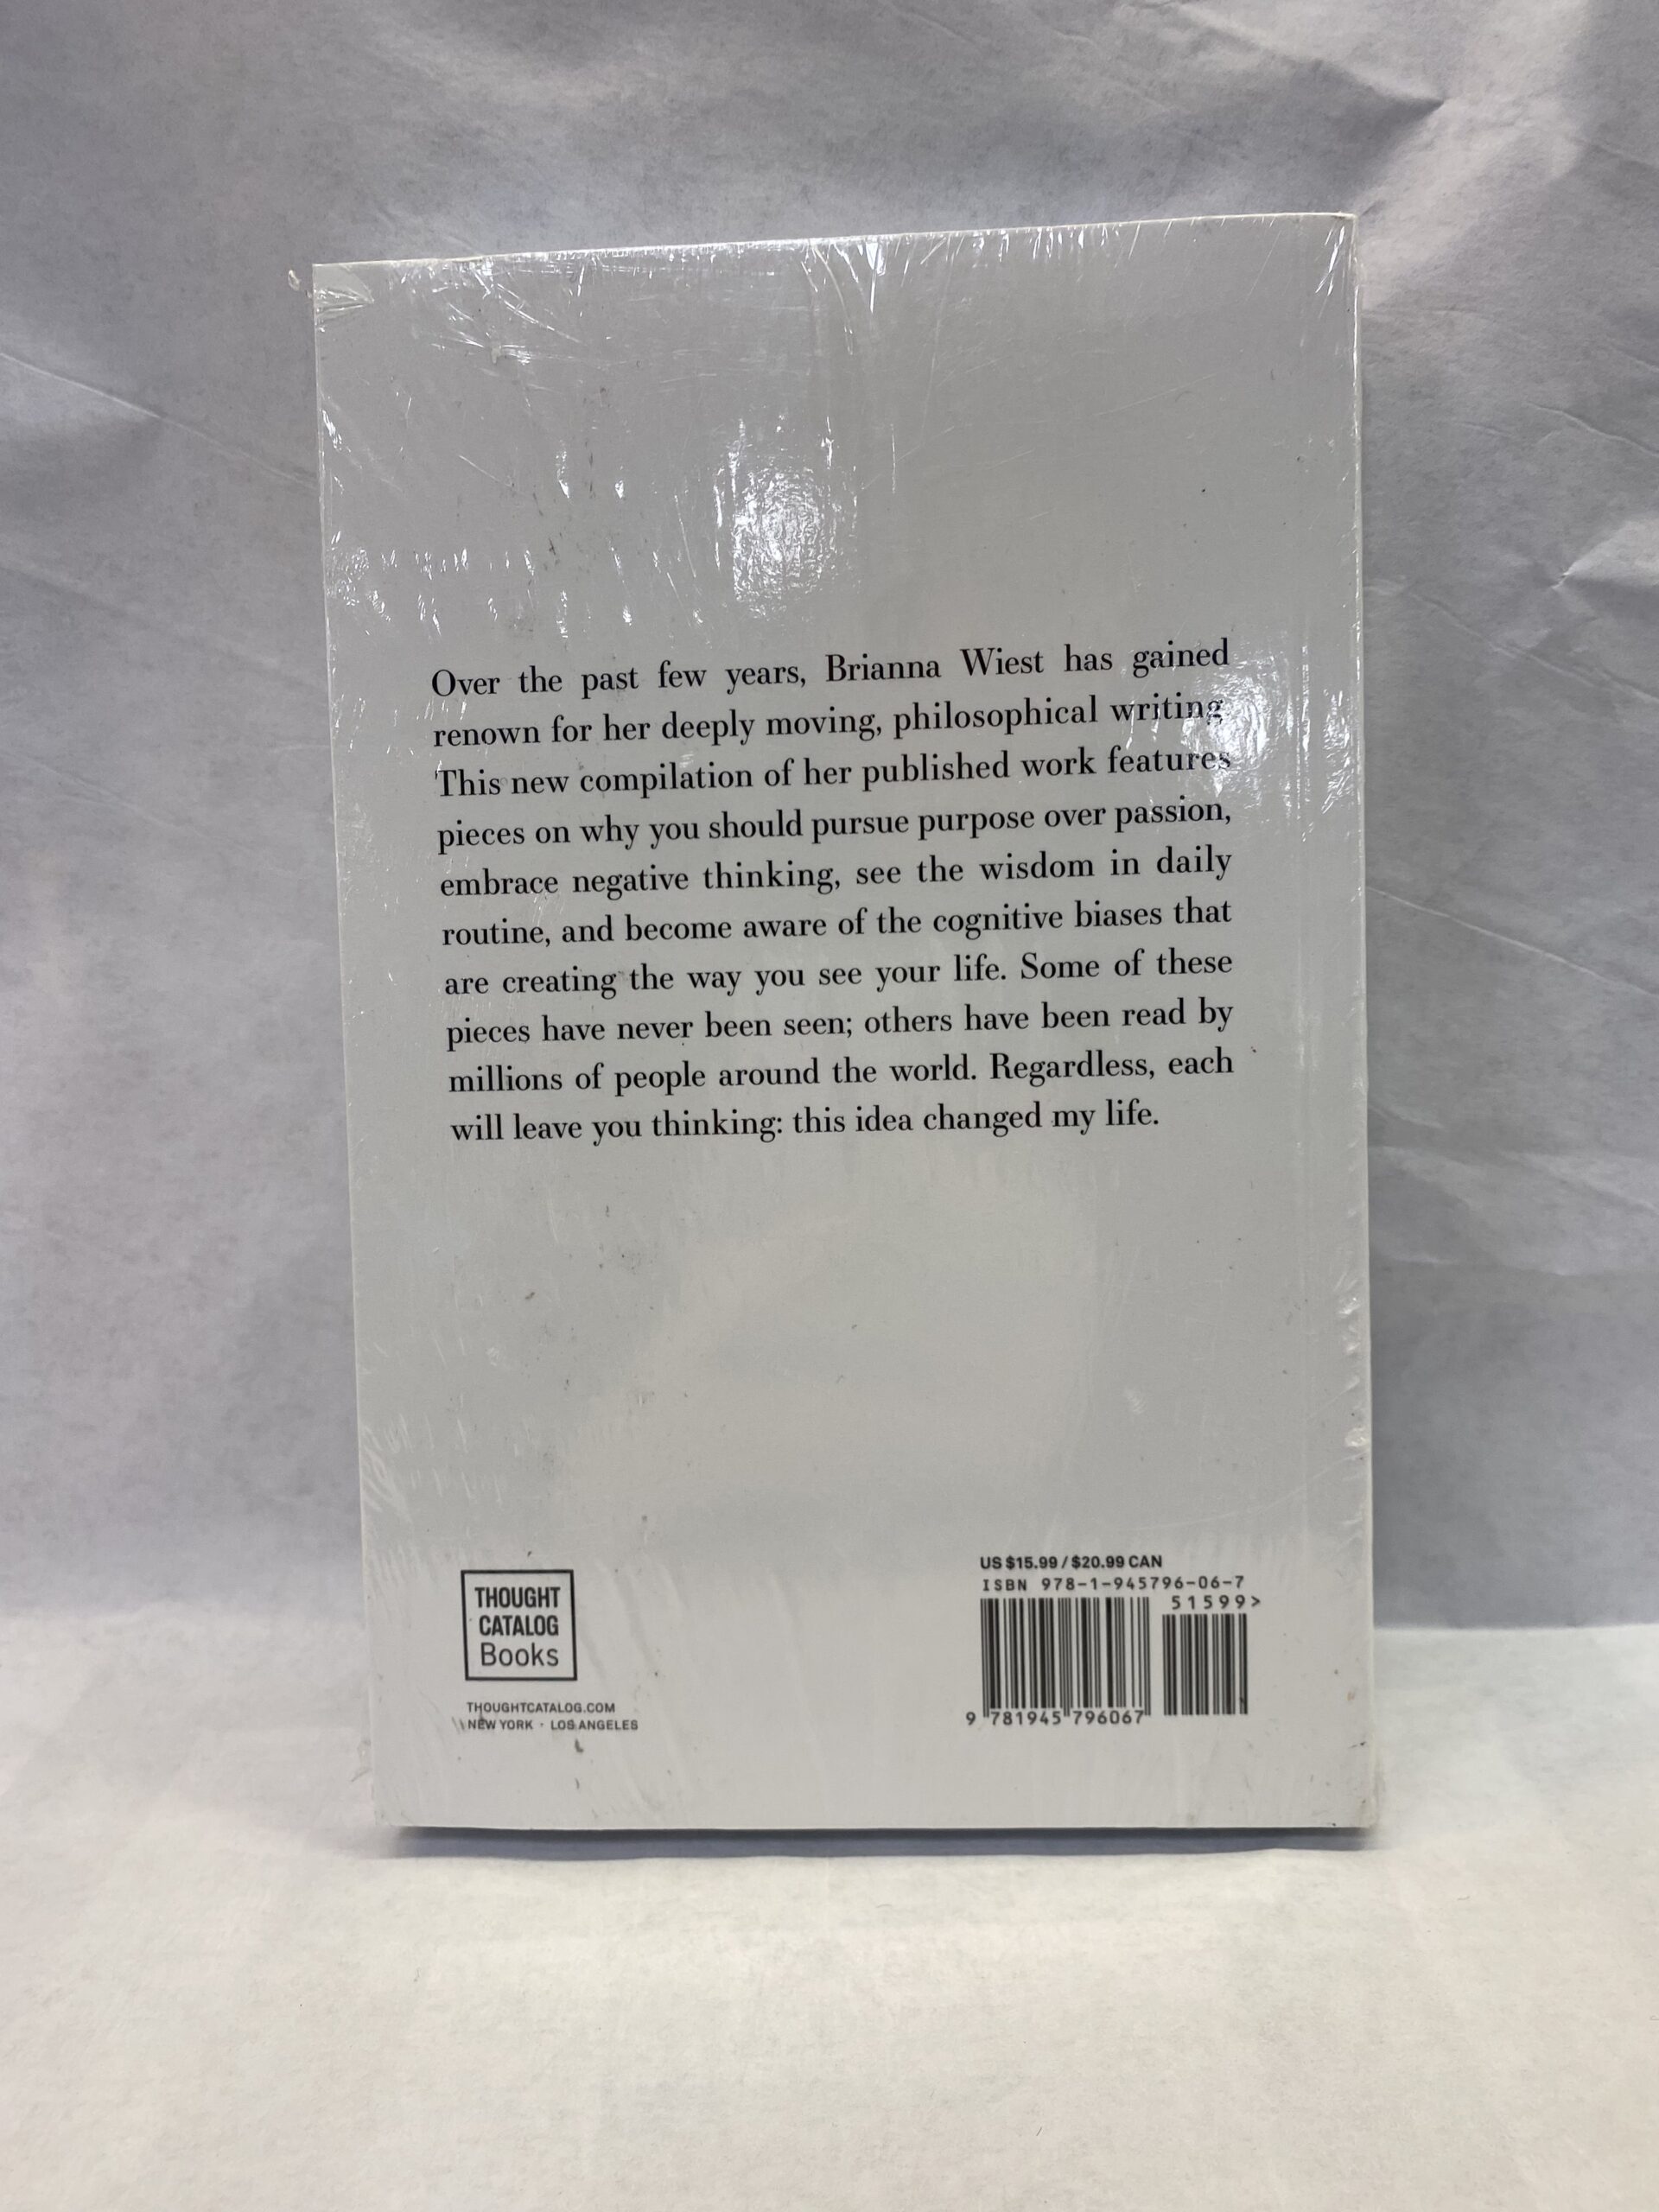 Over the past few years, Brianna Wiest has gained
renown for her deeply moving, philosophical writing
This new compilation of her published work features
pieces on why you should pursue purpose over passion,
embrace negative thinking, see the wisdom in daily
routine, and become aware of the cognitive biases that
are creating the way you see your life. Some of these
pieces have never been seen; others have been read by
millions of people around the world. Regardless, each
will leave you thinking: this idea changed my life.
THOUGHT
CATALOG
Books
THOUGHTCATALOG.COM
NEW YORK · LOS ANGELES
US $15.99 / $20.99 CAN
ISBN 978-1-945796-06-7
51599>
9 781945 796067